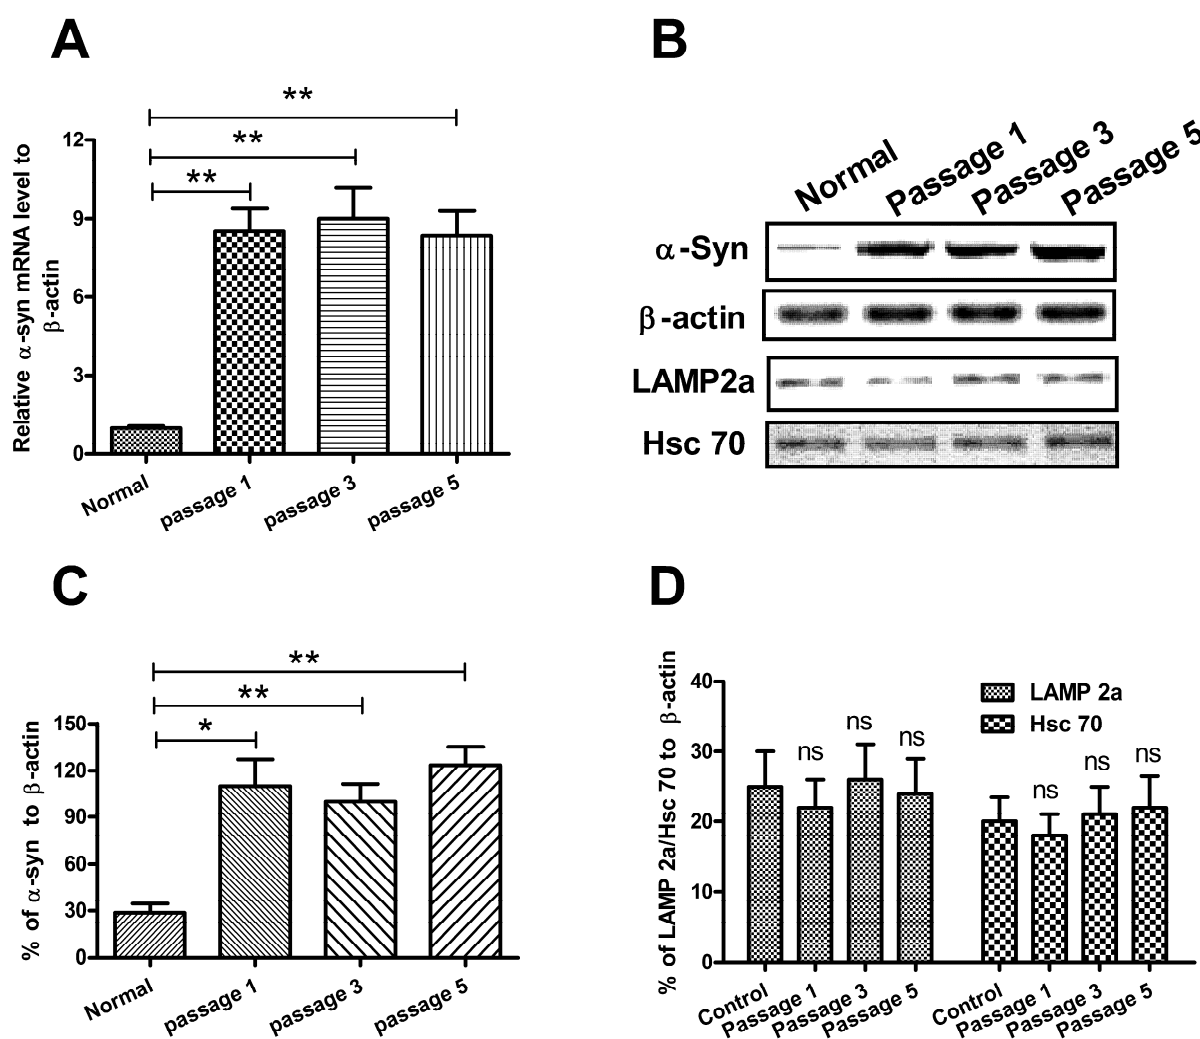 A
**
**
**
12
9
6
3
0
Relative α-syn mRNA level to
β-actin
Normal
passage 1
passage 3
passage 5
B
Normal
Passage 1
Passage 3
Passage 5
α-Syn
β-actin
LAMP2a
Hsc 70
C
**
**
*
150
120
90
60
30
0
% of α-syn to β-actin
Normal
passage 1
passage 3
passage 5
D
% of LAMP 2a/Hsc 70 to β-actin
40
30
20
10
0
LAMP 2a
Hsc 70
ns
ns
ns
ns
ns
ns
Control
Passage 1
Passage 3
Passage 5
Control
Passage 1
Passage 3
Passage 5